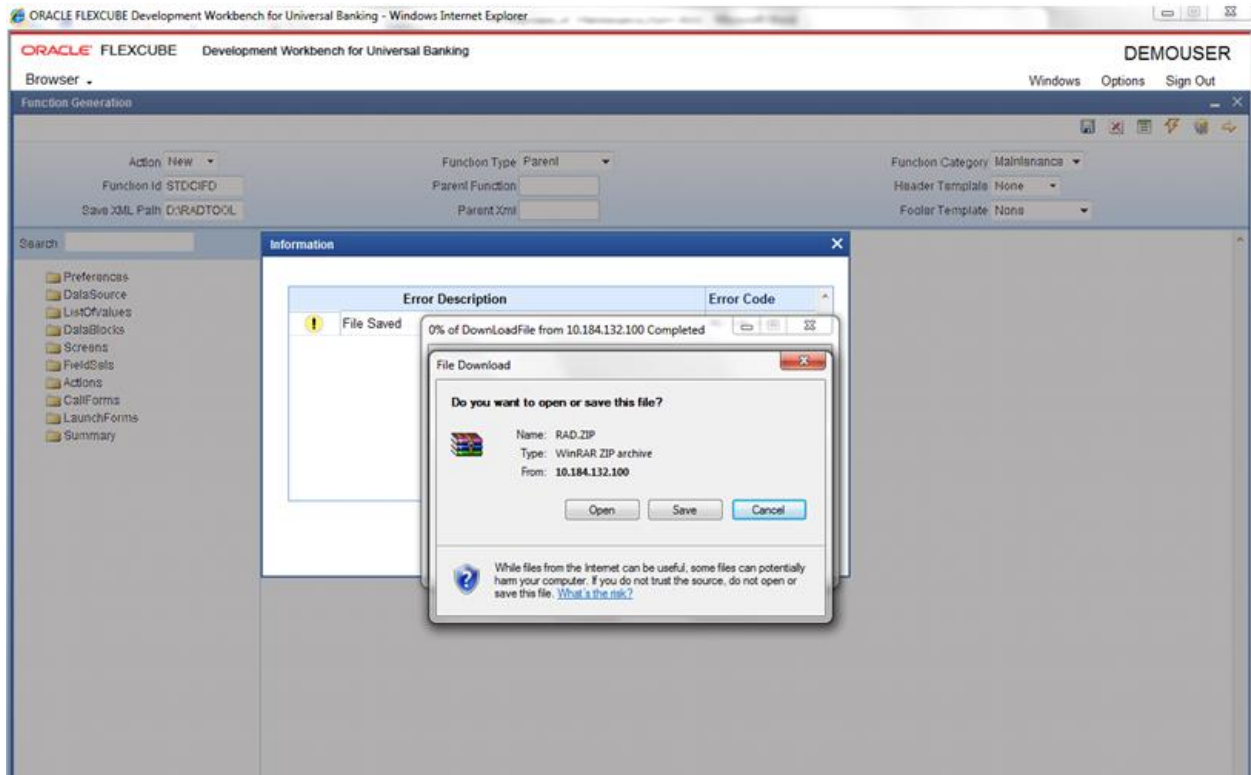 ORACLE FLEXCUBE Development Workbench for Universal Banking - Windows Internet Explorer
ORACLE FLEXCUBE Development Workbench for Universal Banking DEMOUSER
Browser Windows Options Sign Out
Function Generation
Action New Function Type Parent Function Category Maintenance
Function Id STDCIFD Parent Function Header Template None
Save XML Path D:\RADTOOL Parent Xml Footer Template None
Search
Preferences
DataSource
ListOfValues
DataBlocks
Screens
FieldSets
Actions
CallForms
LaunchForms
Summary
Information
Error Description Error Code
! File Saved
0% of DownLoadFile from 10.184.132.100 Completed
File Download
Do you want to open or save this file?
Name: RAD.ZIP
Type: WinRAR ZIP archive
From: 10.184.132.100
Open Save Cancel
While files from the Internet can be useful, some files can potentially
harm your computer. If you do not trust the source, do not open or
save this file. What's the risk?